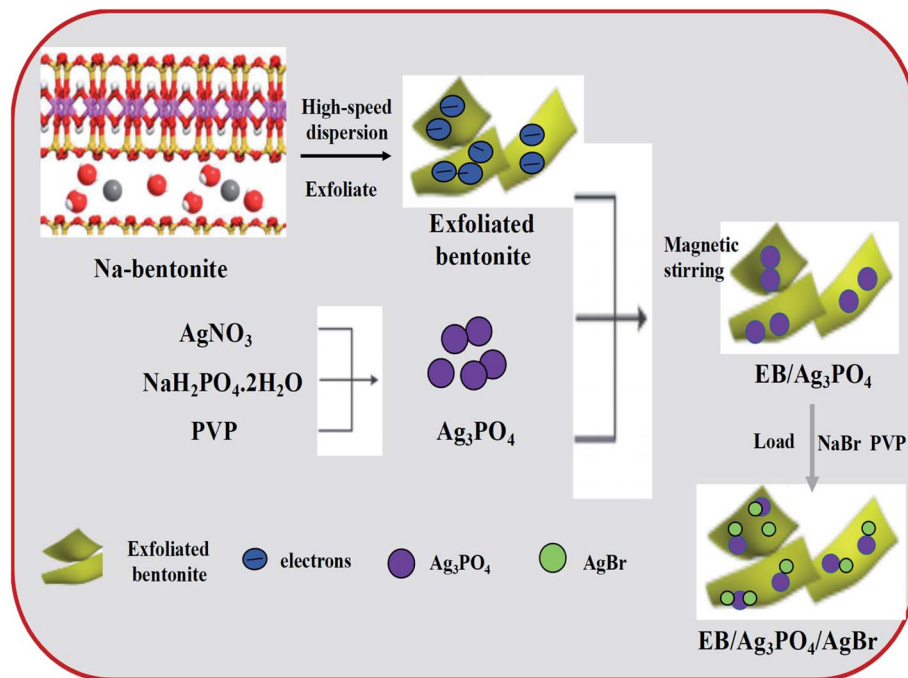 High-speed
dispersion
Exfoliate
Na-bentonite
Exfoliated
bentonite
Magnetic
stirring
AgNO₃
NaH₂PO₄.2H₂O
PVP
Ag₃PO₄
EB/Ag₃PO₄
Load NaBr PVP
Exfoliated
bentonite
electrons
Ag₃PO₄
AgBr
EB/Ag₃PO₄/AgBr